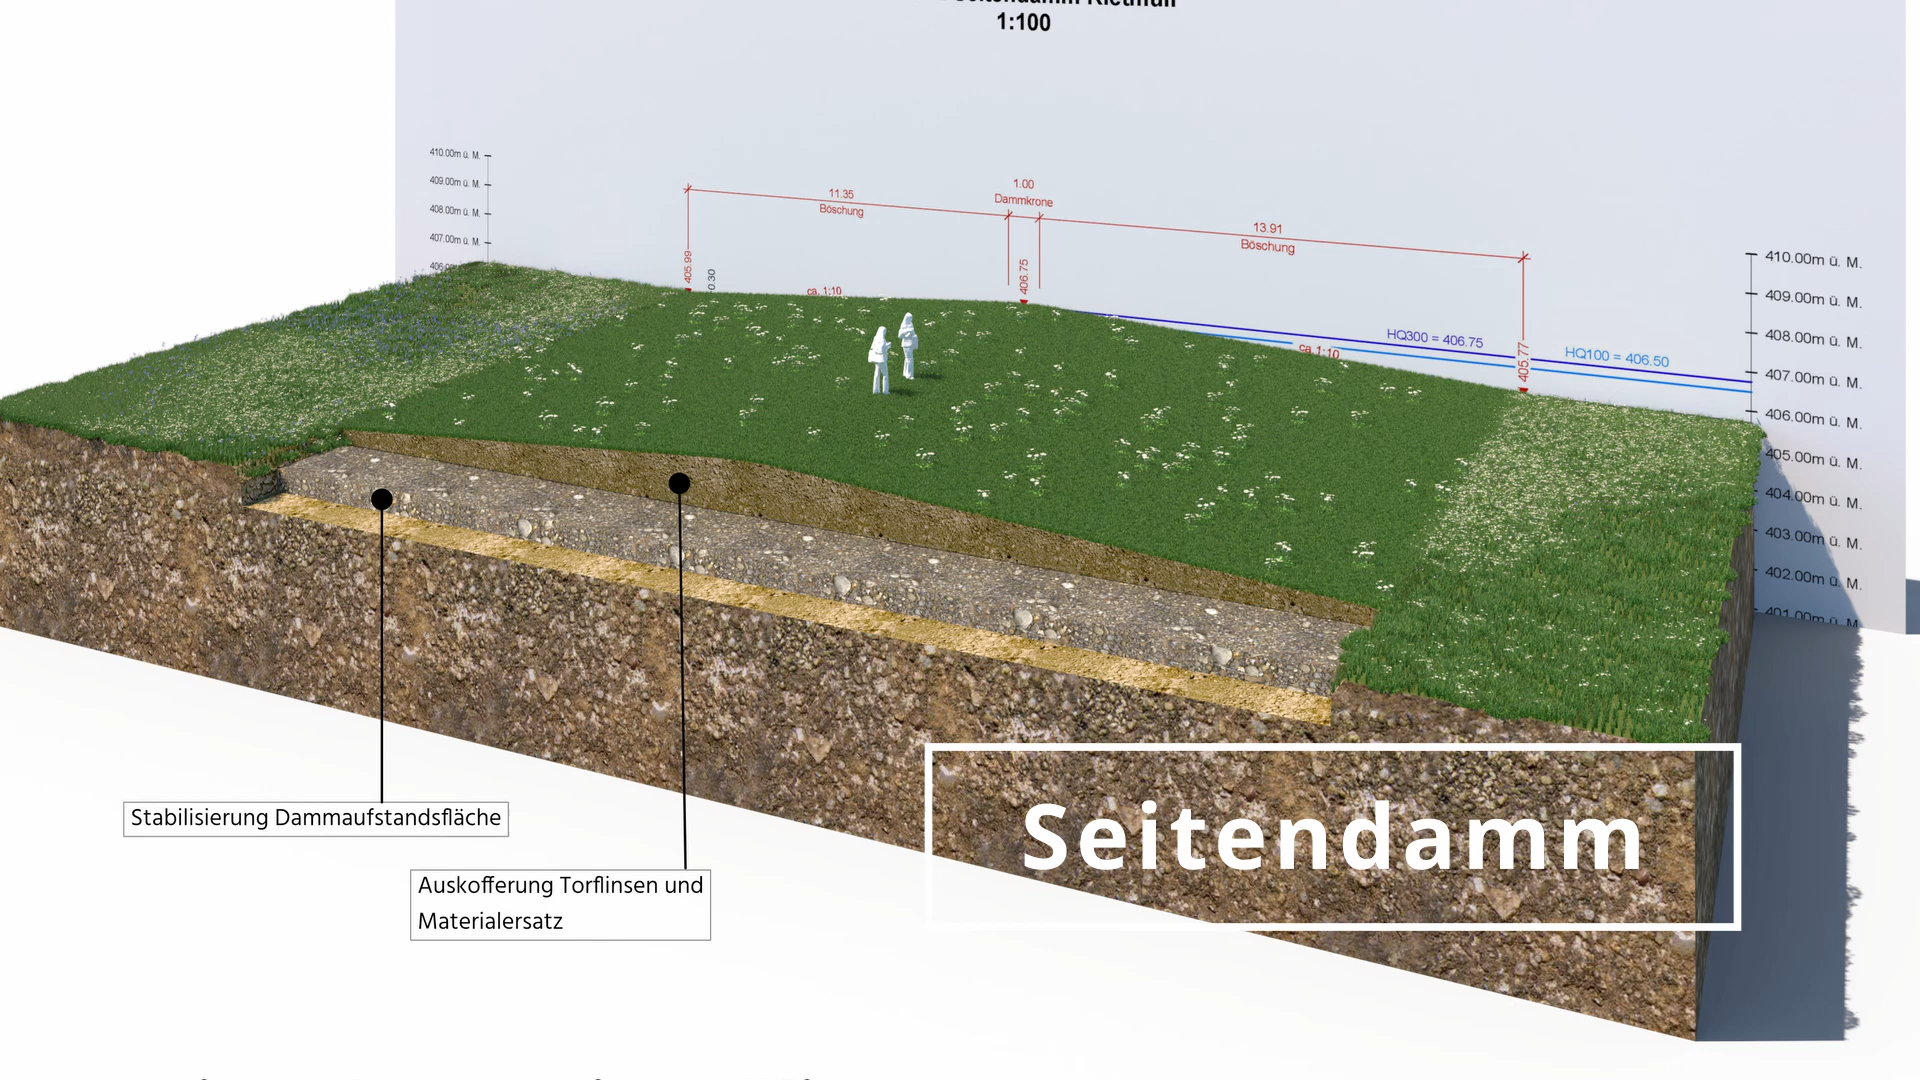 1:100
410.00m ü. M.
409.00m ü. M.
408.00m ü. M.
407.00m ü. M.
11.35
Böschung
1.00
Dammkrone
13.91
Böschung
405.99
0.30
ca. 1:10
406.75
HQ300 = 406.75
ca. 1:10
405.77
HQ100 = 406.50
410.00m ü. M.
409.00m ü. M.
408.00m ü. M.
407.00m ü. M.
406.00m ü. M.
405.00m ü. M.
404.00m ü. M.
403.00m ü. M.
402.00m ü. M.
401.00m ü. M.
Stabilisierung Dammaufstandsfläche
Auskofferung Torflinsen und
Materialersatz
Seitendamm